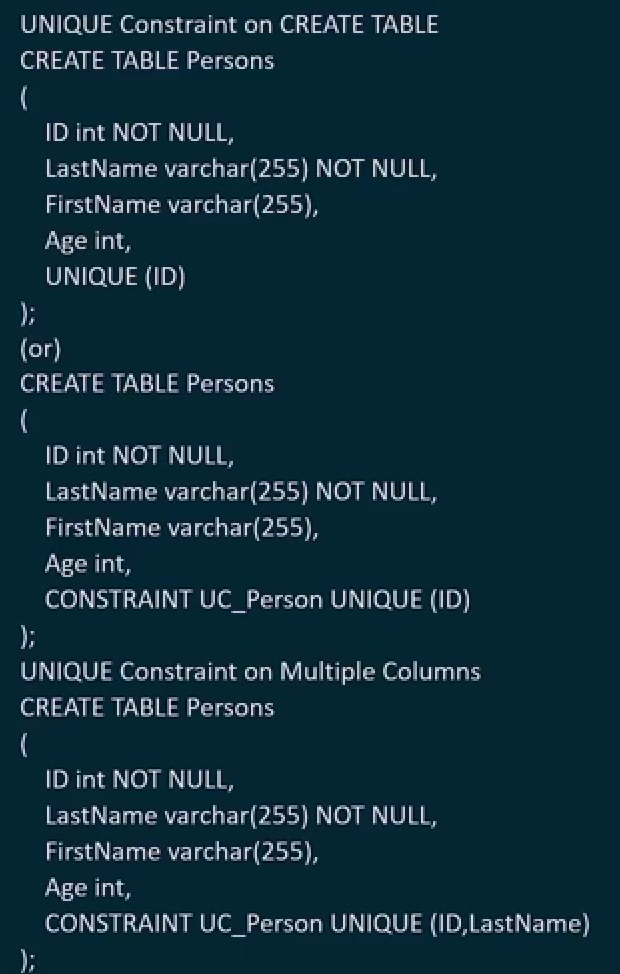 UNIQUE Constraint on CREATE TABLE
CREATE TABLE Persons
(
ID int NOT NULL,
LastName varchar(255) NOT NULL,
FirstName varchar(255),
Age int,
UNIQUE (ID)
);
(or)
CREATE TABLE Persons
(
ID int NOT NULL,
LastName varchar(255) NOT NULL,
FirstName varchar(255),
Age int,
CONSTRAINT UC_Person UNIQUE (ID)
);
UNIQUE Constraint on Multiple Columns
CREATE TABLE Persons
(
ID int NOT NULL,
LastName varchar(255) NOT NULL,
FirstName varchar(255),
Age int,
CONSTRAINT UC_Person UNIQUE (ID,LastName)
);